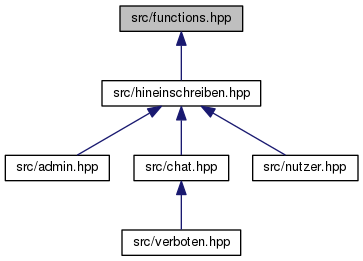 src/functions.hpp
src/hineinschreiben.hpp
src/admin.hpp
src/chat.hpp
src/nutzer.hpp
src/verboten.hpp